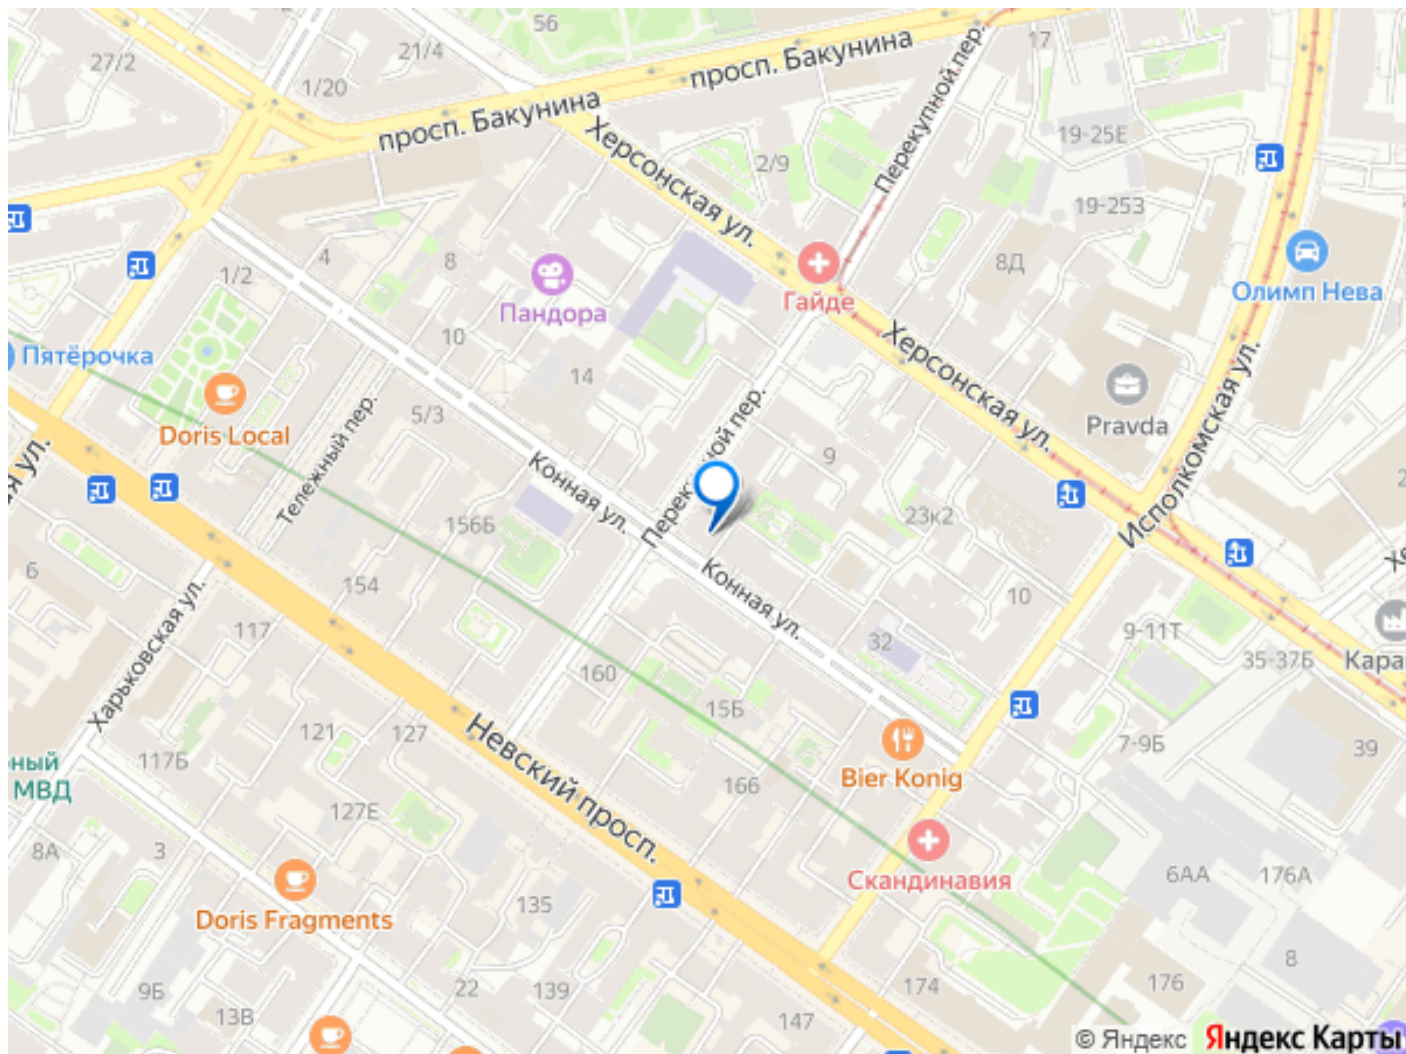 56
17
27/2
21/4
1/20
просп. Бакунина
просп. Бакунина
Перекупной пер.
19-25Е
2/9
Херсонская ул.
19-253
4
8
8Д
1/2
Пандора
Гайде
Олимп Нева
10
Пятёрочка
14
Херсонская ул.
Исполкомская ул.
Pravda
5/3
Doris Local
Тележный пер.
9
Конная ул.
156Б
23к2
6
154
Конная ул.
10
117
Харьковская ул.
32
9-11Т
35-37Б
160
15Б
121
127
Невский просп.
117Б
МВД
7-9Б
39
Bier Konig
166
127Е
8А
3
Скандинавия
6АА
176А
Doris Fragments
135
8
9Б
22
139
174
176
13В
147
© Яндекс
Яндекс Карты